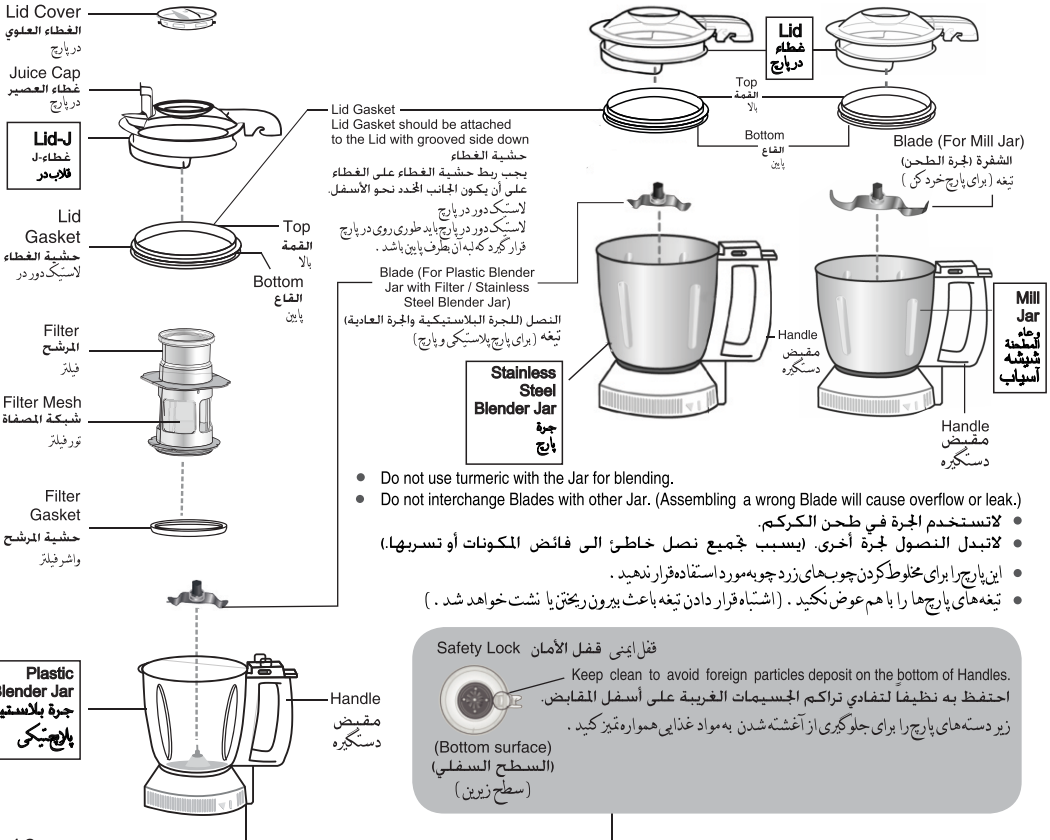 Lid Cover
الغطاء العلوي
در پارچ
Juice Cap
غطاء العصير
در پارچ
Lid-J
غطاء-J
قلاب در
Lid
Gasket
حشية الغطاء
لاستیک دور در
Top
القمة
بالا
Bottom
القاع
پایین
Filter
المرشح
فیلتر
Filter Mesh
شبكة المصفاة
تور فیلتر
Filter
Gasket
حشية المرشح
واشر فیلتر
Plastic
Blender Jar
Handle
مقبض
دستگیره
Lid Gasket
Lid Gasket should be attached
to the Lid with grooved side down
حشية الغطاء
يجب ربط حشية الغطاء على الغطاء
على أن يكون الجانب المخدد نحو الأسفل.
لاستیک دور در پارچ
لاستیک دور در پارچ باید طوری روی در پارچ
قرار گیرد که لبه آن بطرف پایین باشد .
Blade (For Plastic Blender
Jar with Filter / Stainless
Steel Blender Jar)
النصل (للجرة البلاستيكية والجرة العادية)
تیغه ( برای پارچ پلاستیکی و پارچ )
Stainless
Steel
Blender Jar
جرة
پارچ
Lid
غطاء
در پارچ
Top
القمة
بالا
Bottom
القاع
پایین
Blade (For Mill Jar)
الشفرة (لجرة الطحن)
تیغه ( برای پارچ خرد کن )
Handle
مقبض
دستگیره
Mill
Jar
وعاء
المطحنة
شیشه
آسیاب
Handle
مقبض
دستگیره
● Do not use turmeric with the Jar for blending.
● Do not interchange Blades with other Jar. (Assembling a wrong Blade will cause overflow or leak.)
● لاتستخدم الجرة في طحن الكركم.
● لاتبدل النصول لجرة أخرى. (يسبب تجميع نصل خاطئ الى فائض المكونات أو تسربها.)
● این پارچ را برای مخلوط کردن چوب های زرد چوبه مورد استفاده قرار ندهید .
● تیغه های پارچ ها را با هم عوض نکنید . ( اشتباه قرار دادن تیغه باعث بیرون ریختن یا نشت خواهد شد . )
Safety Lock قفل الأمان قفل ایمنی
Keep clean to avoid foreign particles deposit on the bottom of Handles.
احتفظ به نظيفاً لتفادي تراكم الجسيمات الغريبة على أسفل المقابض.
زیر دسته های پارچ را برای جلوگیری از آغشته شدن به مواد غذایی همواره تمیز کنید .
(Bottom surface)
(السطح السفلي)
( سطح زیرین )